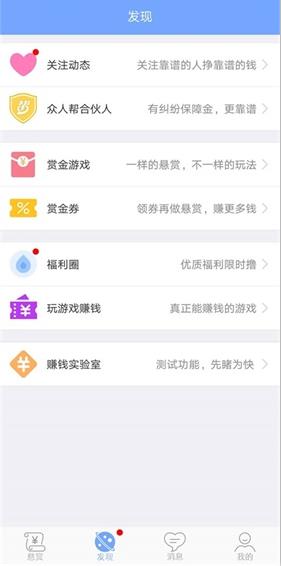 发现
关注动态 关注靠谱的人挣靠谱的钱
众人帮合伙人 有纠纷保障金，更靠谱
赏金游戏 一样的悬赏，不一样的玩法
赏金券 领券再做悬赏，赚更多钱
福利圈 优质福利限时撸
玩游戏赚钱 真正能赚钱的游戏
赚钱实验室 测试功能，先睹为快
悬赏 发现 消息 我的